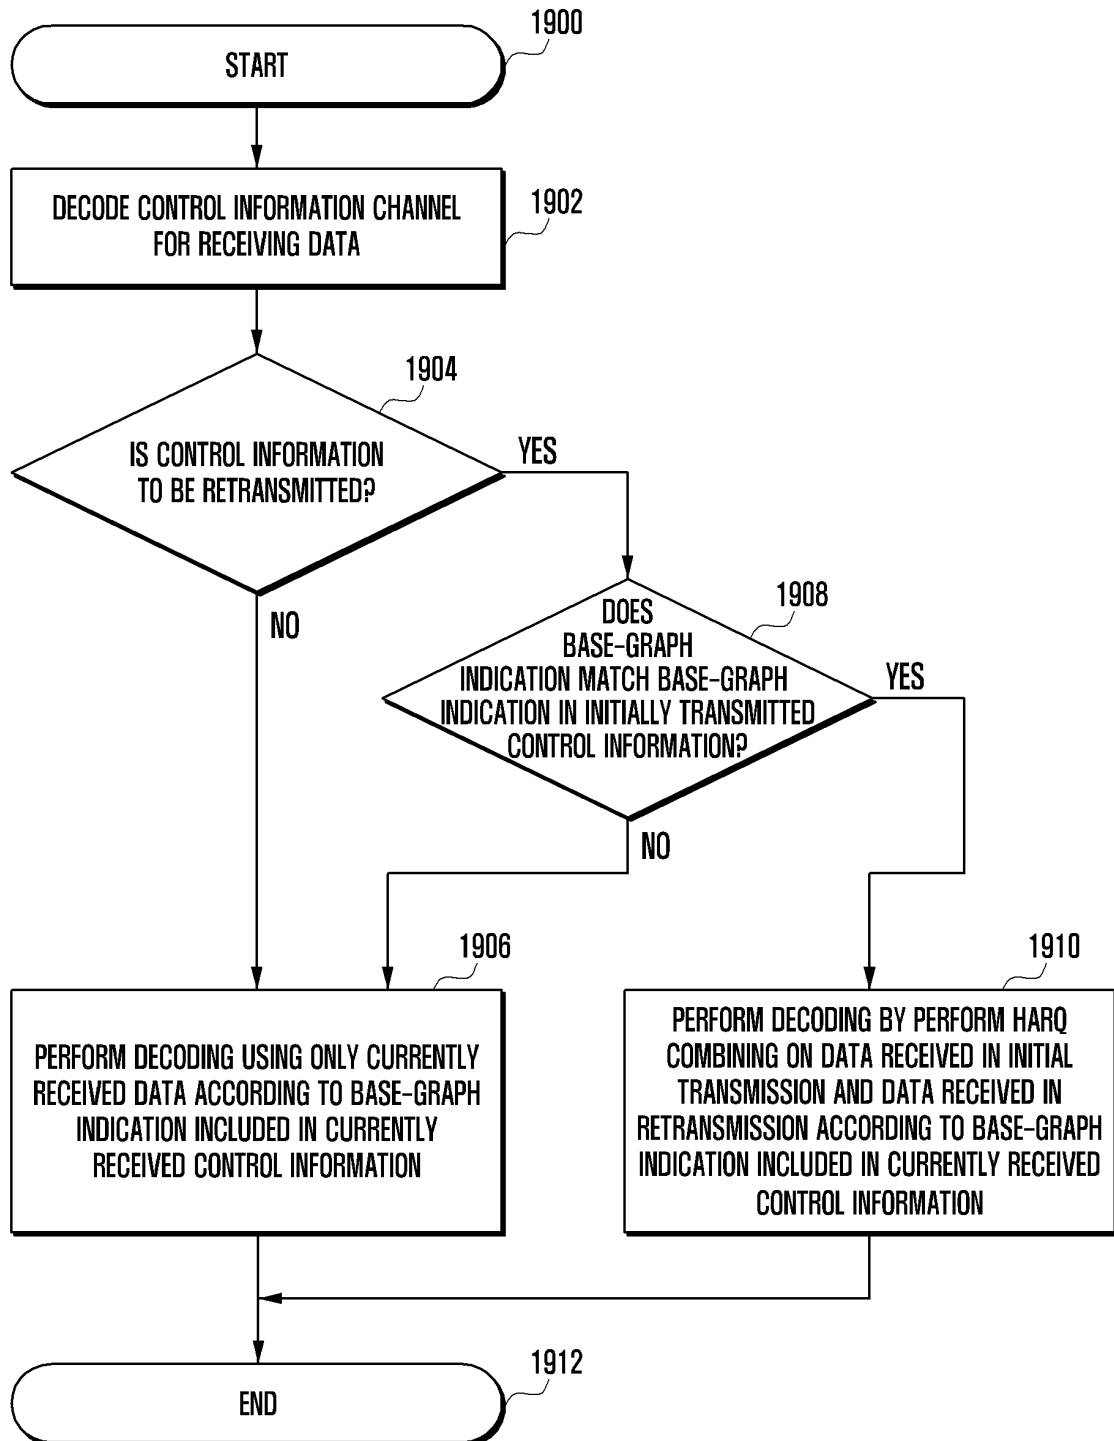 1900
START
DECODE CONTROL INFORMATION CHANNEL
FOR RECEIVING DATA
1902
1904
IS CONTROL INFORMATION
TO BE RETRANSMITTED?
YES
NO
1908
DOES
BASE-GRAPH
INDICATION MATCH BASE-GRAPH
INDICATION IN INITIALLY TRANSMITTED
CONTROL INFORMATION?
YES
NO
1906
PERFORM DECODING USING ONLY CURRENTLY
RECEIVED DATA ACCORDING TO BASE-GRAPH
INDICATION INCLUDED IN CURRENTLY
RECEIVED CONTROL INFORMATION
1910
PERFORM DECODING BY PERFORM HARQ
COMBINING ON DATA RECEIVED IN INITIAL
TRANSMISSION AND DATA RECEIVED IN
RETRANSMISSION ACCORDING TO BASE-GRAPH
INDICATION INCLUDED IN CURRENTLY RECEIVED
CONTROL INFORMATION
1912
END